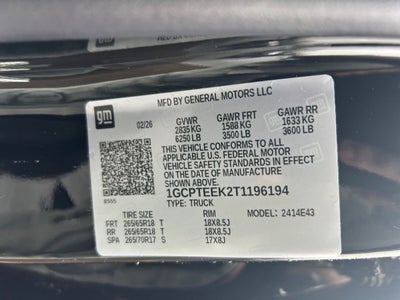 MFD BY GENERAL MOTORS LLC
gm
02/26
GVWR GAWR FRT GAWR RR
2835 KG 1588 KG 1633 KG
6250 LB 3500 LB 3600 LB
THIS VEHICLE CONFORMS TO ALL
APPLICABLE U.S. FEDERAL MOTOR
VEHICLE SAFETY STANDARDS IN EFFECT
ON THE DATE OF MANUFACTURE
SHOWN ABOVE.
1GCPTEEK2T1196194
TYPE: TRUCK
8555
TIRE SIZE RIM MODEL: 2414E43
FRT 265/65R18 T 18X8.5J
RR 265/65R18 T 18X8.5J
SPA 265/70R17 S 17X8J